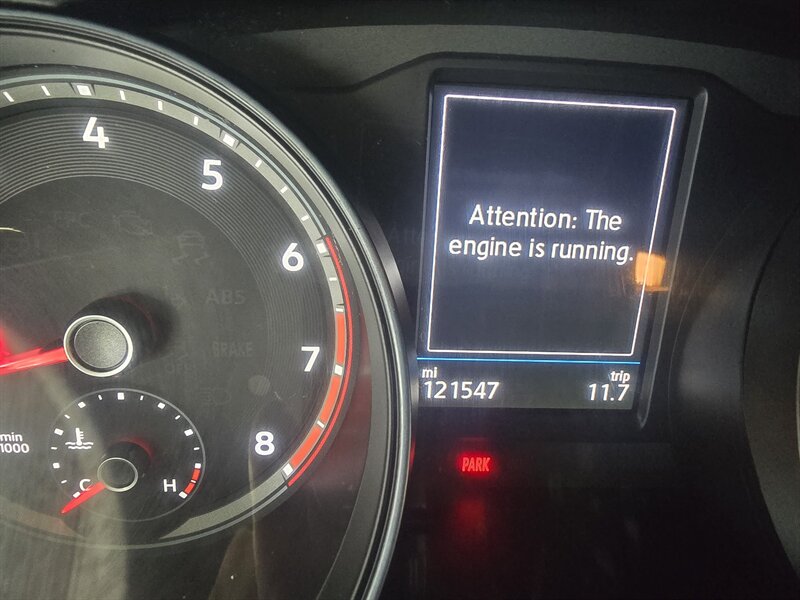 4
5
6
7
8
ABS
BRAKE
min
1000
C
H
Attention: The
engine is running.
mi
trip
121547
11.7
PARK